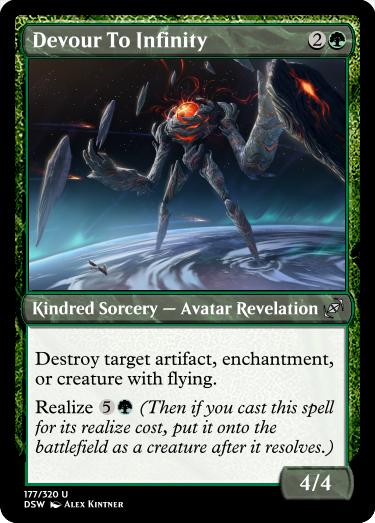 Devour To Infinity 2
Kindred Sorcery — Avatar Revelation
Destroy target artifact, enchantment,
or creature with flying.
Realize 5 (Then if you cast this spell
for its realize cost, put it onto the
battlefield as a creature after it resolves.)
4/4
177/320 U
DSW Alex Kintner